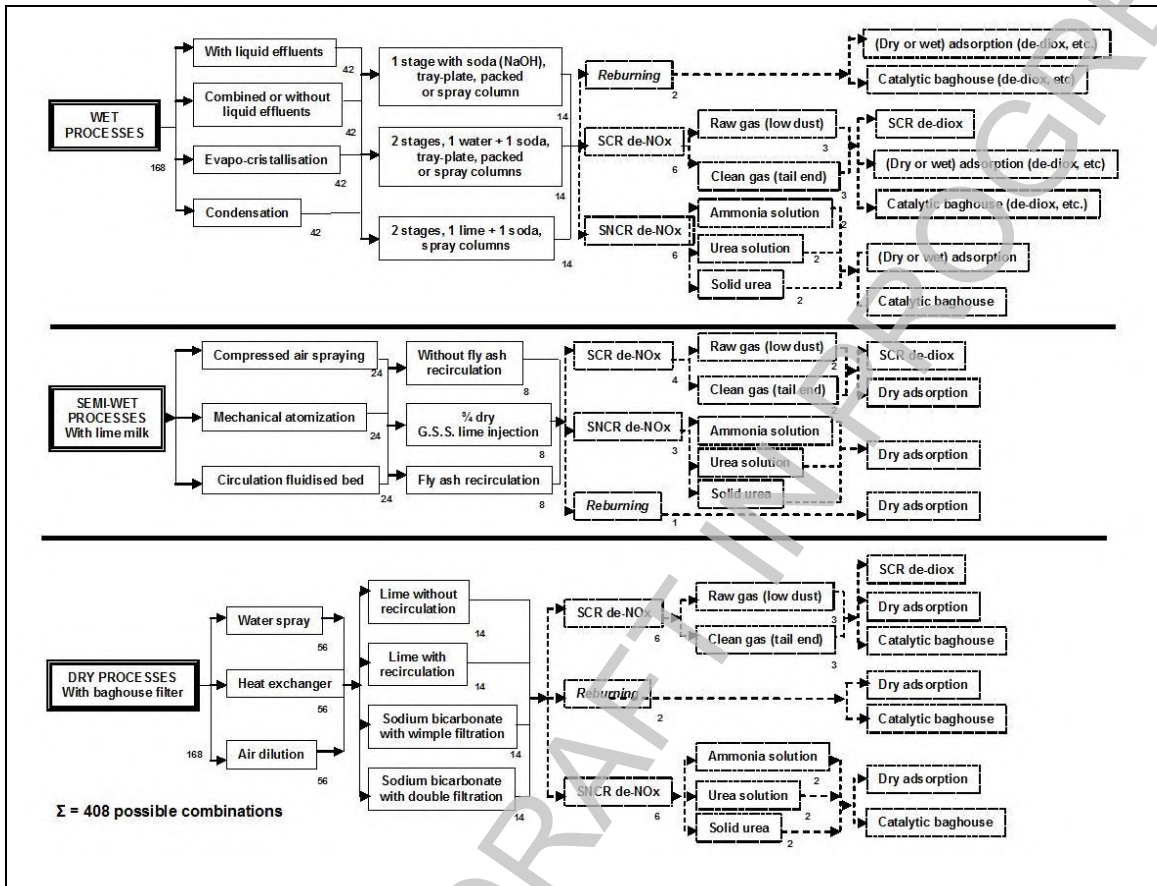 WET
PROCESSES
168
With liquid effluents
42
Combined or without
liquid effluents
42
Evapo-cristallisation
42
Condensation
42
1 stage with soda (NaOH),
tray-plate, packed
or spray column
14
2 stages, 1 water + 1 soda,
tray-plate, packed
or spray columns
14
2 stages, 1 lime + 1 soda,
spray columns
14
Reburning
2
SCR de-NOx
6
SNCR de-NOx
6
Raw gas (low dust)
3
Clean gas (tail end)
3
Ammonia solution
2
Urea solution
2
Solid urea
2
(Dry or wet) adsorption (de-diox, etc.)
Catalytic baghouse (de-diox, etc)
SCR de-diox
(Dry or wet) adsorption (de-diox, etc)
Catalytic baghouse (de-diox, etc.)
(Dry or wet) adsorption
Catalytic baghouse
SEMI-WET
PROCESSES
With lime milk
Compressed air spraying
24
Mechanical atomization
24
Circulation fluidised bed
24
Without fly ash
recirculation
8
¾ dry
G.S.S. lime injection
8
Fly ash recirculation
8
SCR de-NOx
4
SNCR de-NOx
3
Reburning
1
Raw gas (low dust)
2
Clean gas (tail end)
2
Ammonia solution
Urea solution
Solid urea
SCR de-diox
Dry adsorption
Dry adsorption
Dry adsorption
DRY PROCESSES
With baghouse filter
168
Water spray
56
Heat exchanger
56
Air dilution
56
Lime without
recirculation
14
Lime with
recirculation
14
Sodium bicarbonate
with wimple filtration
14
Sodium bicarbonate
with double filtration
14
SCR de-NOx
6
Reburning
2
SNCR de-NOx
6
Raw gas (low dust)
3
Clean gas (tail end)
3
Ammonia solution
2
Urea solution
2
Solid urea
2
SCR de-diox
Dry adsorption
Catalytic baghouse
Dry adsorption
Catalytic baghouse
Dry adsorption
Catalytic baghouse
Σ = 408 possible combinations
DRAFT IN PROGRE